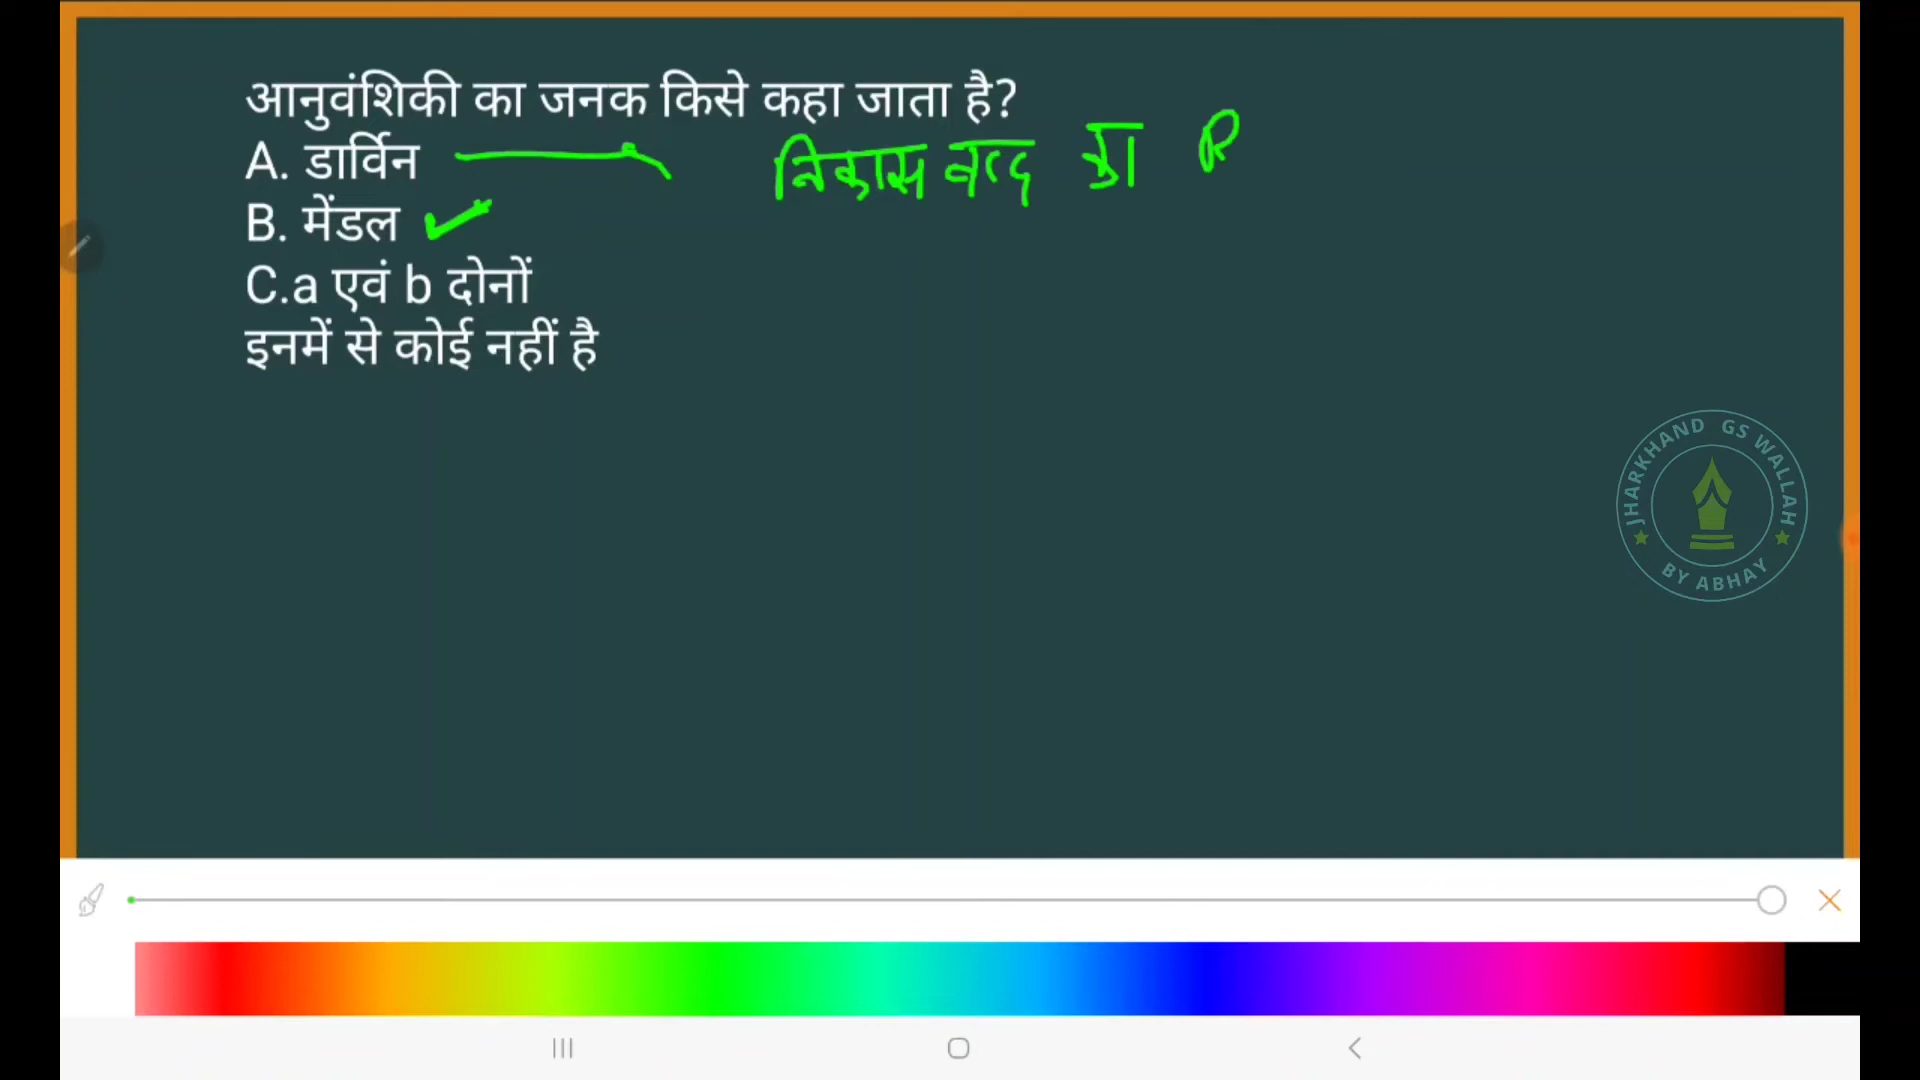 आनुवंशिकी का जनक किसे कहा जाता है?
A. डार्विन
विकास वाद का
B. मेंडल
C.a एवं b दोनों
इनमें से कोई नहीं है
JHARKHAND GS WALLAH
BY ABHAY